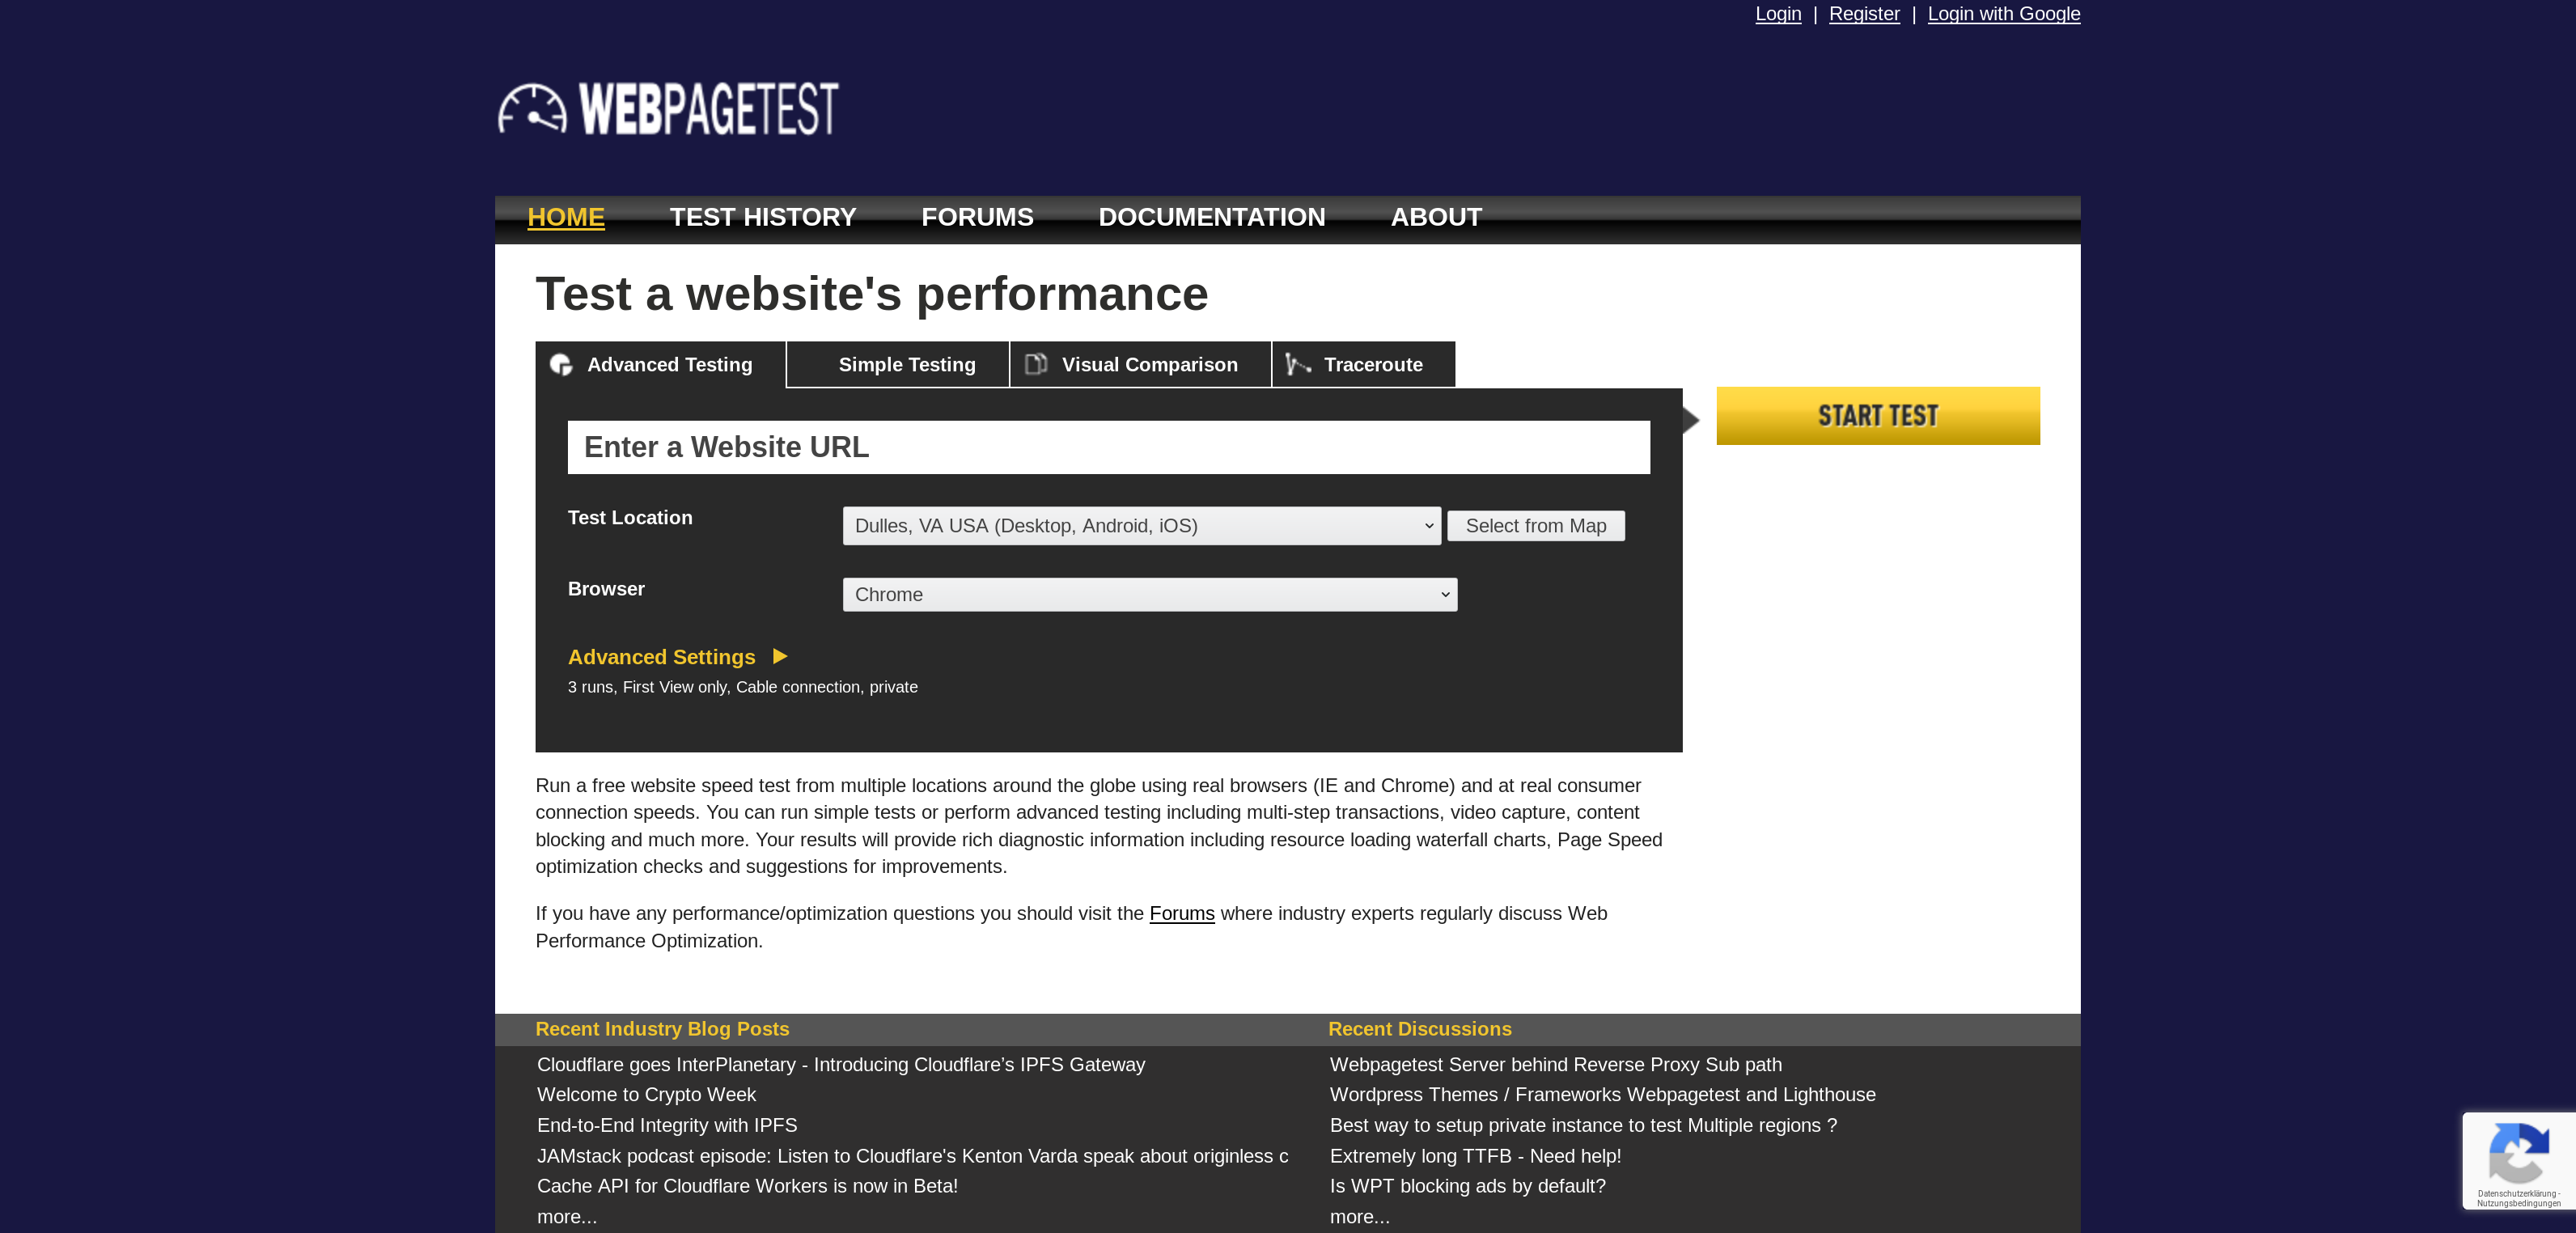 Login | Register | Login with Google
WEBPAGETEST
HOME TEST HISTORY FORUMS DOCUMENTATION ABOUT
Test a website's performance
Advanced Testing Simple Testing Visual Comparison Traceroute
START TEST
Enter a Website URL
Test Location Dulles, VA USA (Desktop, Android, iOS) Select from Map
Browser Chrome
Advanced Settings
3 runs, First View only, Cable connection, private
Run a free website speed test from multiple locations around the globe using real browsers (IE and Chrome) and at real consumer
connection speeds. You can run simple tests or perform advanced testing including multi-step transactions, video capture, content
blocking and much more. Your results will provide rich diagnostic information including resource loading waterfall charts, Page Speed
optimization checks and suggestions for improvements.
If you have any performance/optimization questions you should visit the Forums where industry experts regularly discuss Web
Performance Optimization.
Recent Industry Blog Posts
Cloudflare goes InterPlanetary - Introducing Cloudflare’s IPFS Gateway
Welcome to Crypto Week
End-to-End Integrity with IPFS
JAMstack podcast episode: Listen to Cloudflare's Kenton Varda speak about originless c
Cache API for Cloudflare Workers is now in Beta!
more...
Recent Discussions
Webpagetest Server behind Reverse Proxy Sub path
Wordpress Themes / Frameworks Webpagetest and Lighthouse
Best way to setup private instance to test Multiple regions ?
Extremely long TTFB - Need help!
Is WPT blocking ads by default?
more...
Datenschutzerklärung -
Nutzungsbedingungen